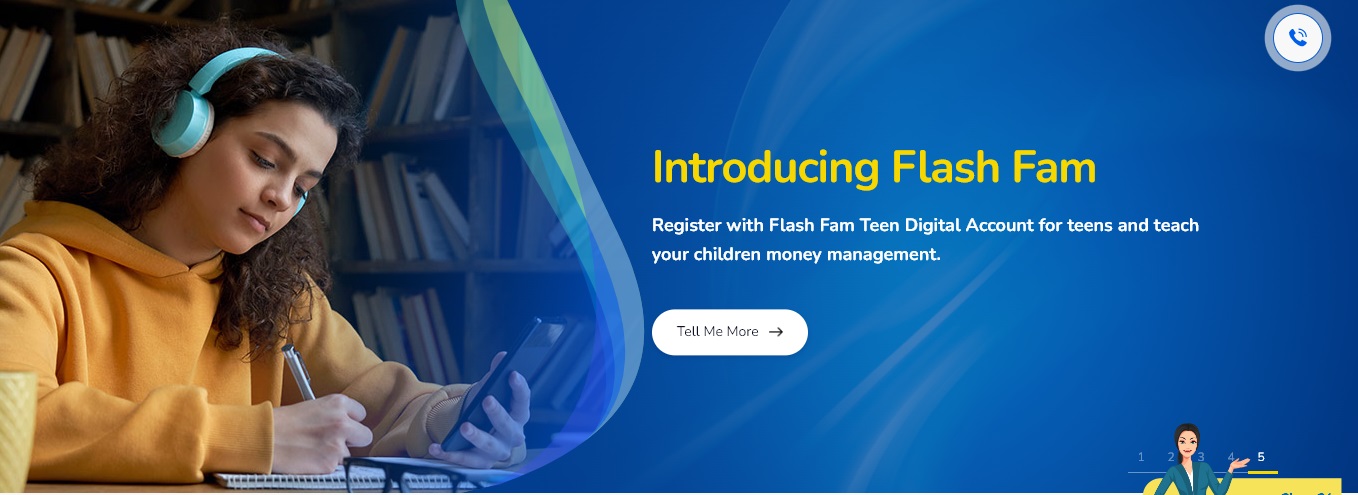 Introducing Flash Fam
Register with Flash Fam Teen Digital Account for teens and teach
your children money management.
Tell Me More
1 2 3 4 5